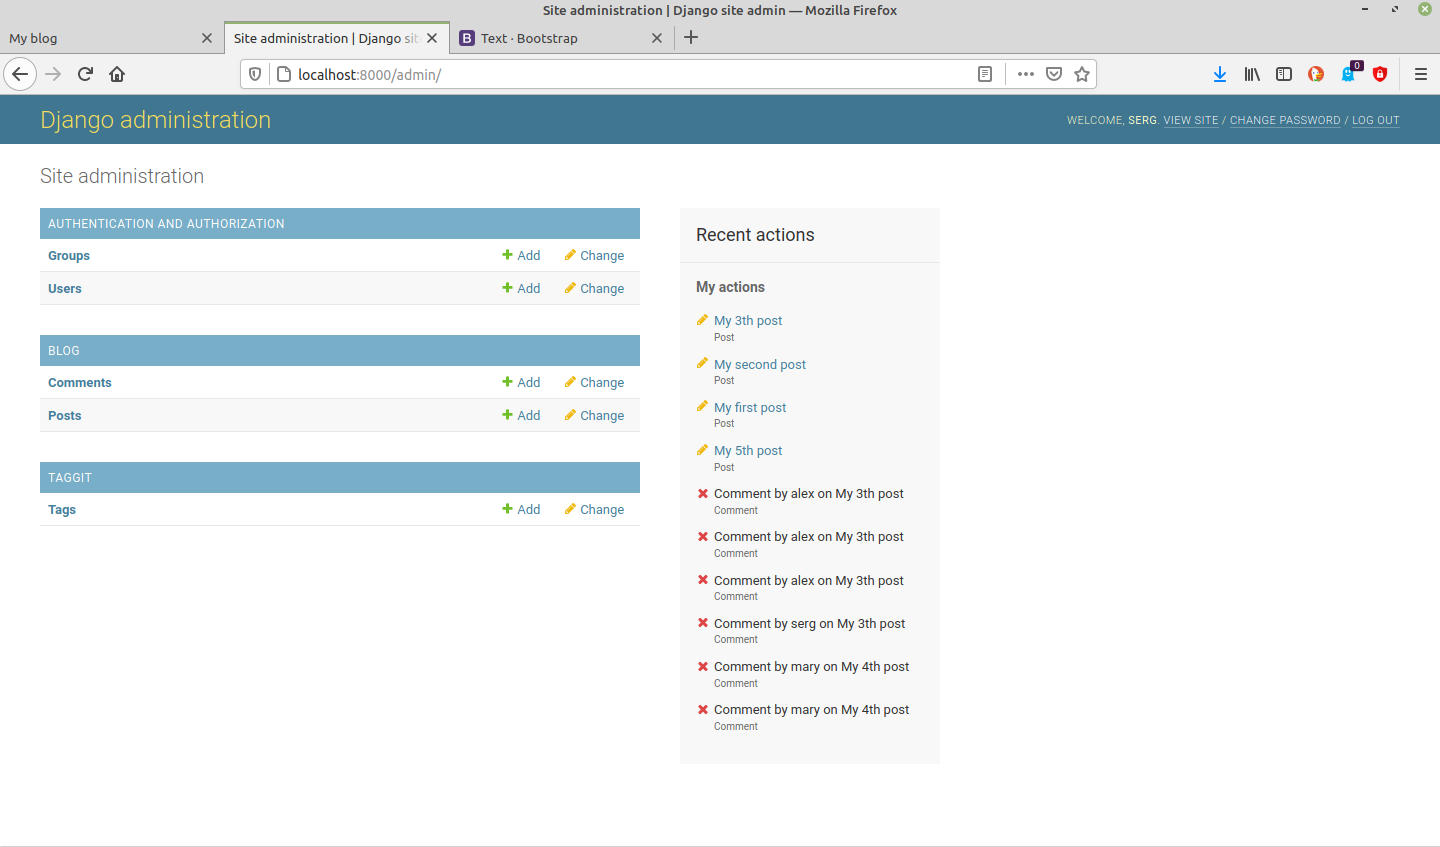 Site administration | Django site admin — Mozilla Firefox
My blog
Site administration | Django sit
B Text · Bootstrap
localhost:8000/admin/
0
Django administration
WELCOME, SERG. VIEW SITE / CHANGE PASSWORD / LOG OUT
Site administration
AUTHENTICATION AND AUTHORIZATION
Groups Add Change
Users Add Change
BLOG
Comments Add Change
Posts Add Change
TAGGIT
Tags Add Change
Recent actions
My actions
My 3th post
Post
My second post
Post
My first post
Post
My 5th post
Post
Comment by alex on My 3th post
Comment
Comment by alex on My 3th post
Comment
Comment by alex on My 3th post
Comment
Comment by serg on My 3th post
Comment
Comment by mary on My 4th post
Comment
Comment by mary on My 4th post
Comment